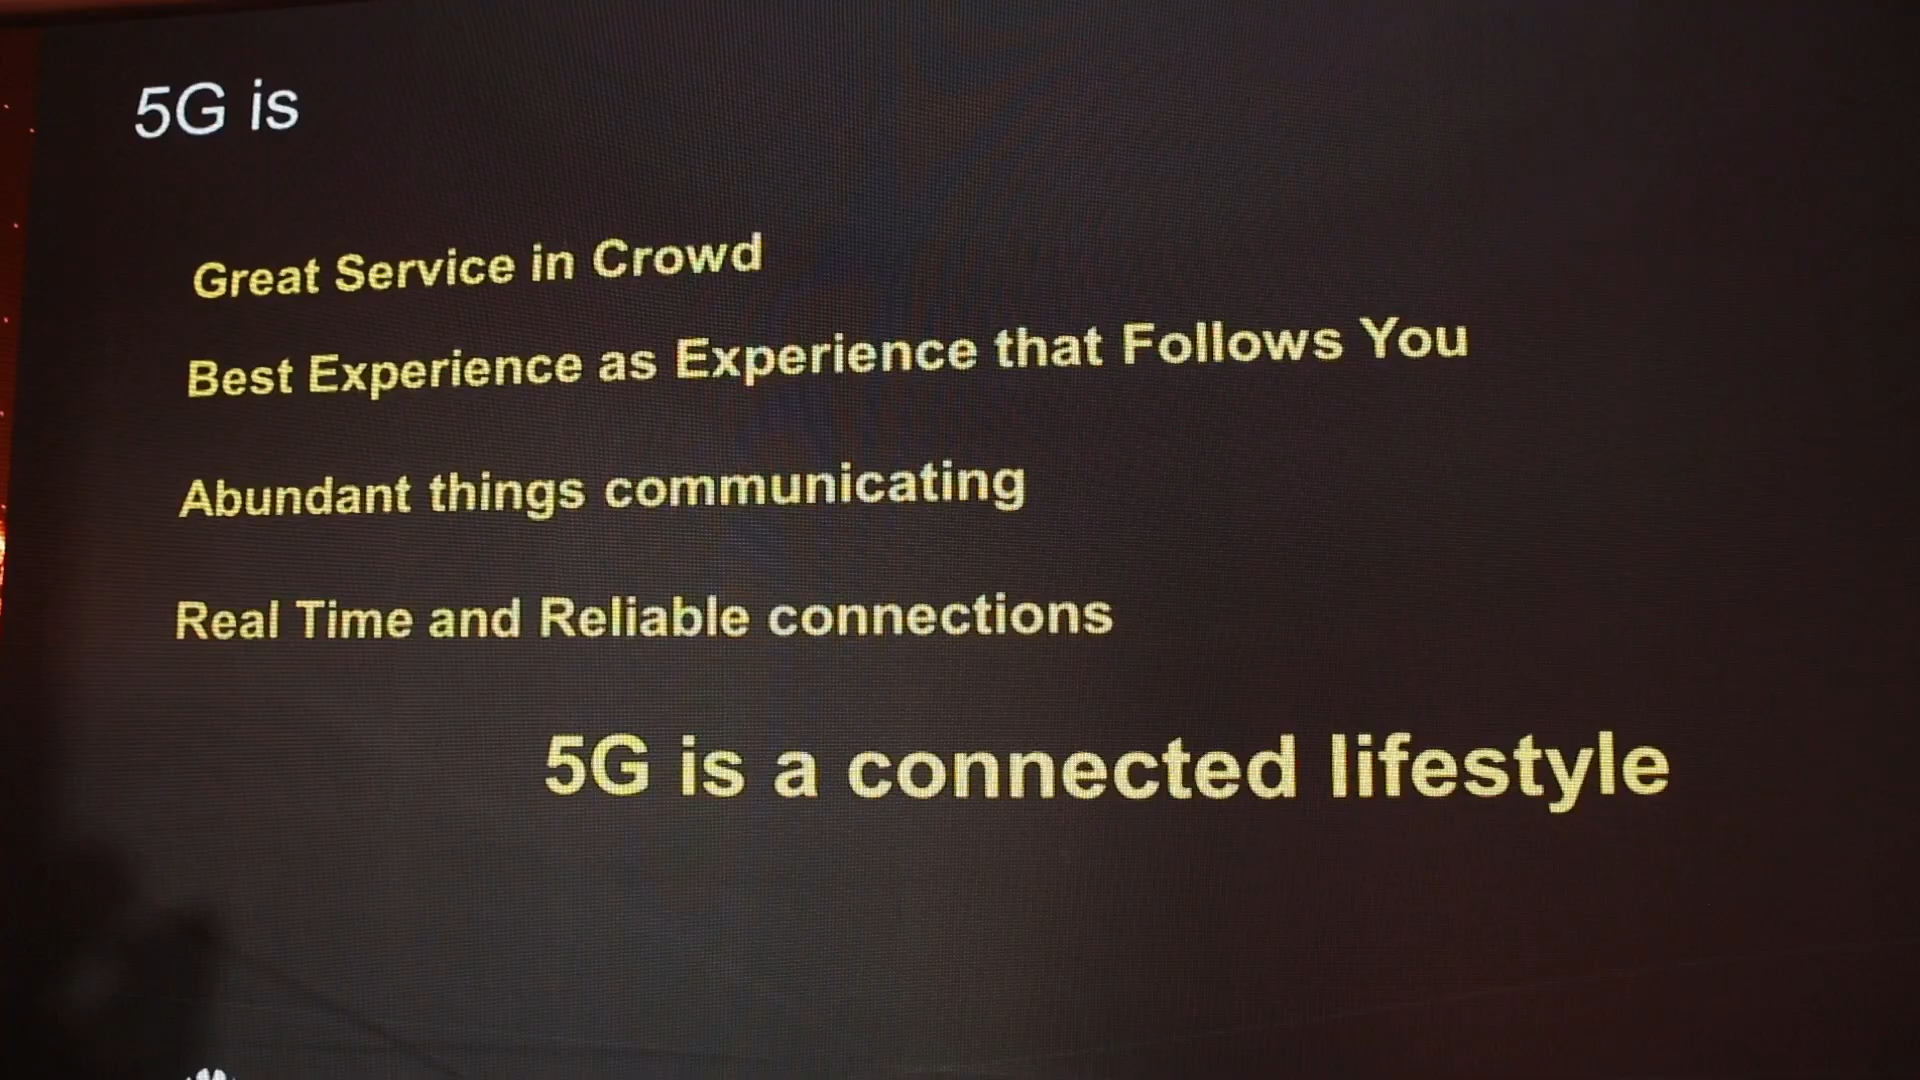 5G is
Great Service in Crowd
Best Experience as Experience that Follows You
Abundant things communicating
Real Time and Reliable connections
5G is a connected lifestyle